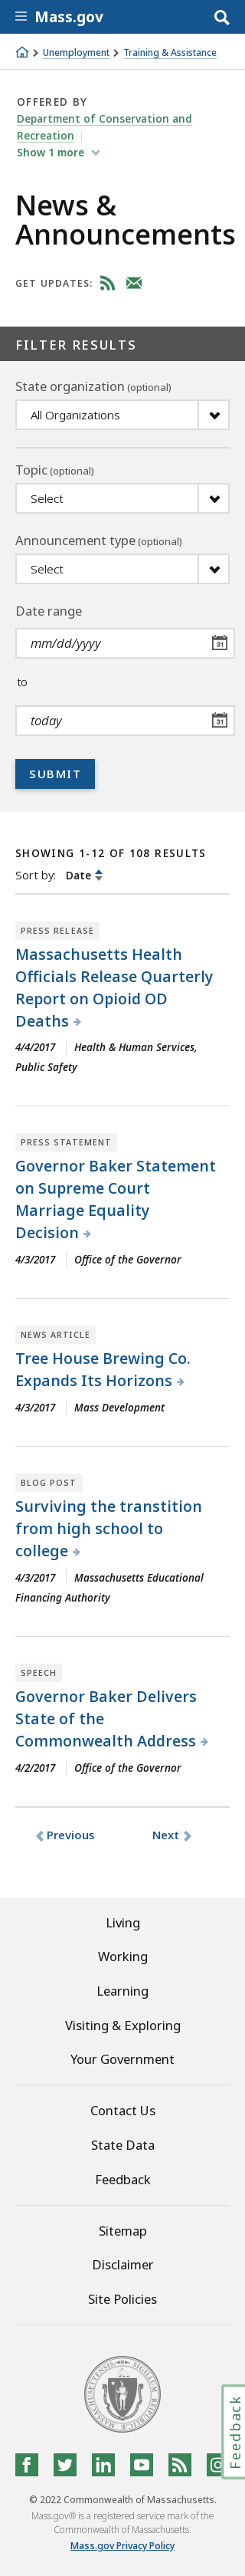 Mass.gov
Unemployment
Training & Assistance
OFFERED BY
Department of Conservation and
Recreation
Show 1 more
News &
Announcements
GET UPDATES:
FILTER RESULTS
State organization (optional)
All Organizations
Topic (optional)
Select
Announcement type (optional)
Select
Date range
mm/dd/yyyy
31
to
today
31
SUBMIT
SHOWING 1-12 OF 108 RESULTS
Sort by: Date
PRESS RELEASE
Massachusetts Health
Officials Release Quarterly
Report on Opioid OD
Deaths
4/4/2017 Health & Human Services,
Public Safety
PRESS STATEMENT
Governor Baker Statement
on Supreme Court
Marriage Equality
Decision
4/3/2017 Office of the Governor
NEWS ARTICLE
Tree House Brewing Co.
Expands Its Horizons
4/3/2017 Mass Development
BLOG POST
Surviving the transtition
from high school to
college
4/3/2017 Massachusetts Educational
Financing Authority
SPEECH
Governor Baker Delivers
State of the
Commonwealth Address
4/2/2017 Office of the Governor
Previous Next
Living
Working
Learning
Visiting & Exploring
Your Government
Contact Us
State Data
Feedback
Sitemap
Disclaimer
Site Policies
Feedback
© 2022 Commonwealth of Massachusetts.
Mass.gov® is a registered service mark of the
Commonwealth of Massachusetts.
Mass.gov Privacy Policy